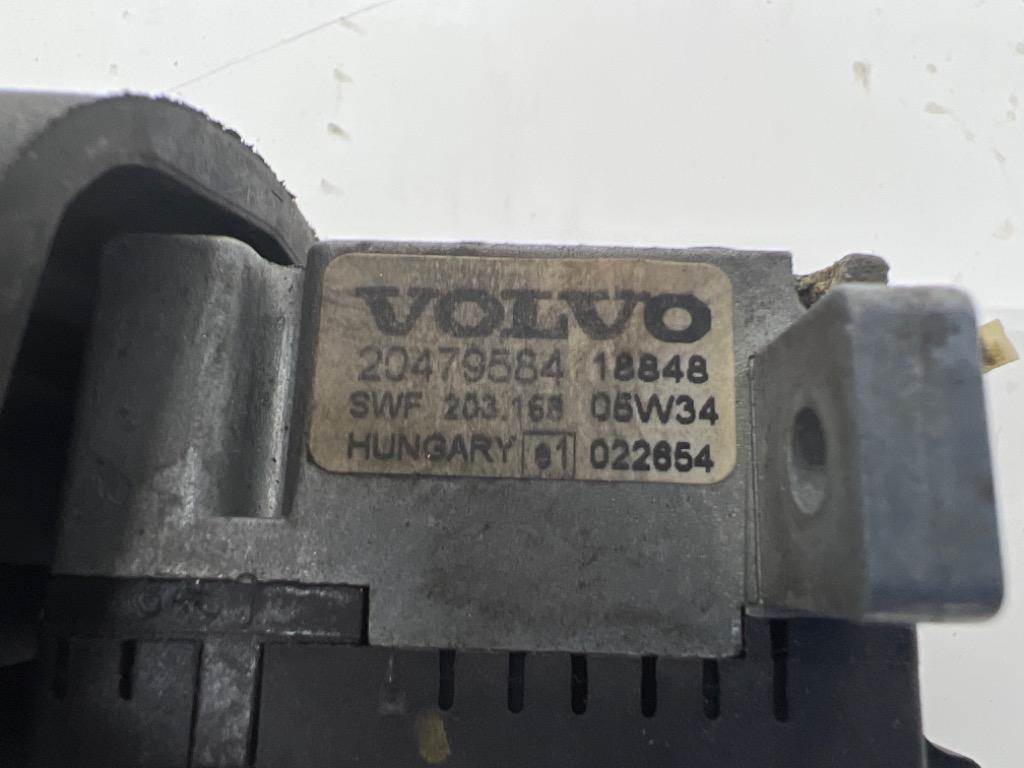 VOLVO
20479584 18848
SWF 203.168 05W34
HUNGARY e1 022654